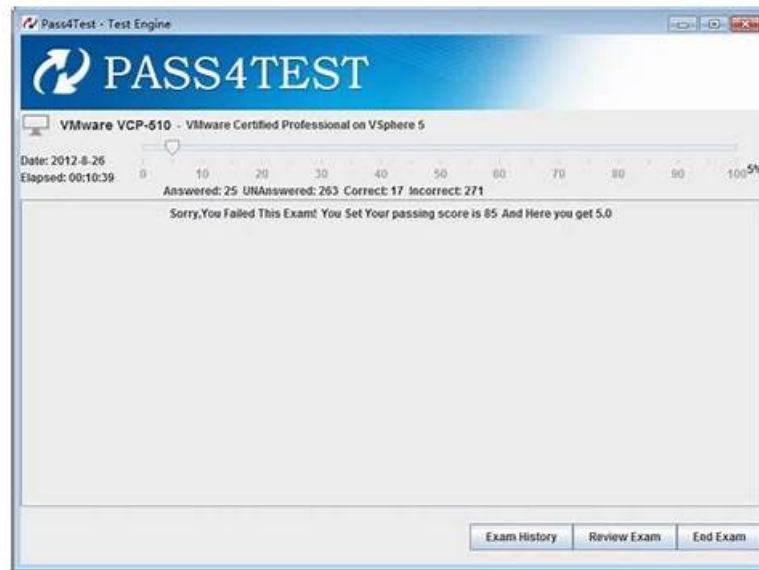 Pass4Test - Test Engine
PASS4TEST
VMware VCP-510 - VMware Certified Professional on VSphere 5
Date: 2012-8-26
Elapsed: 00:10:39
0 10 20 30 40 50 60 70 80 90 100 5%
Answered: 25 UNAnswered: 263 Correct: 17 Incorrect: 271
Sorry,You Failed This Exam! You Set Your passing score is 85 And Here you get 5.0
Exam History Review Exam End Exam